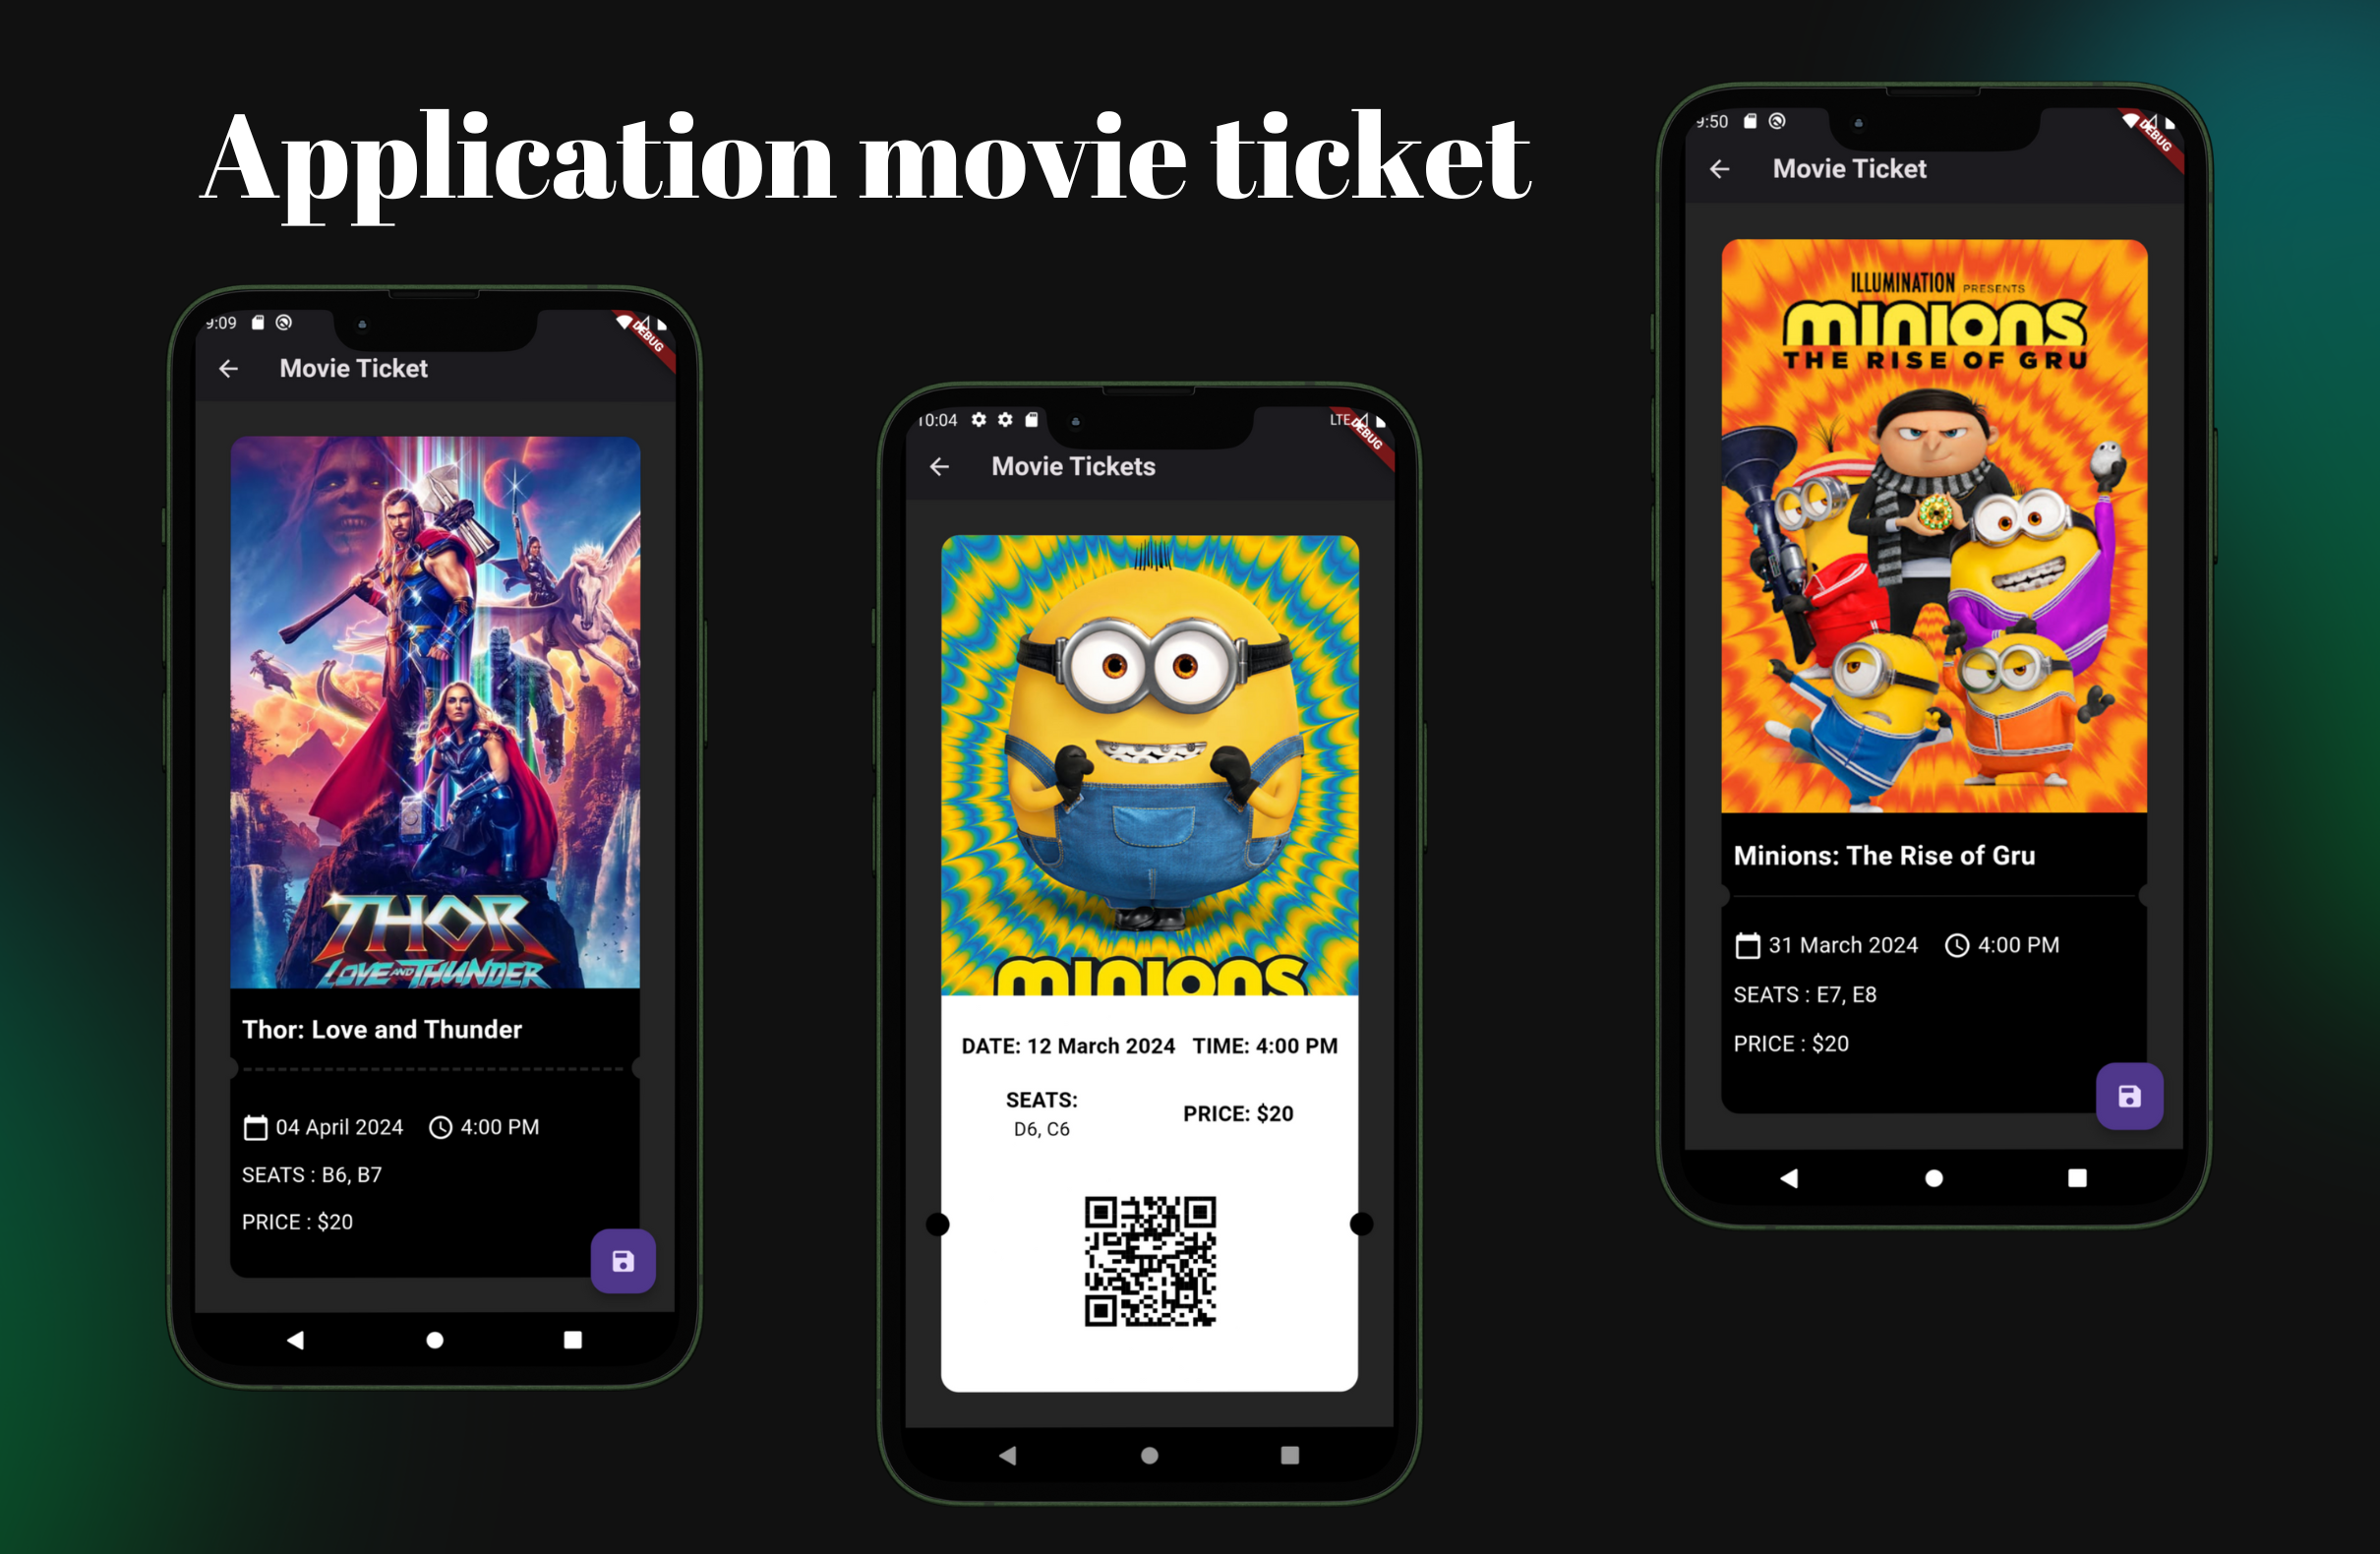 Application movie ticket
9:09
DEBUG
Movie Ticket
THOR
LOVE AND THUNDER
Thor: Love and Thunder
04 April 2024 4:00 PM
SEATS : B6, B7
PRICE : $20
10:04 LTE
DEBUG
Movie Tickets
minions
DATE: 12 March 2024 TIME: 4:00 PM
SEATS:
D6, C6
PRICE: $20
9:50
DEBUG
Movie Ticket
ILLUMINATION PRESENTS
minions
THE RISE OF GRU
Minions: The Rise of Gru
31 March 2024 4:00 PM
SEATS : E7, E8
PRICE : $20